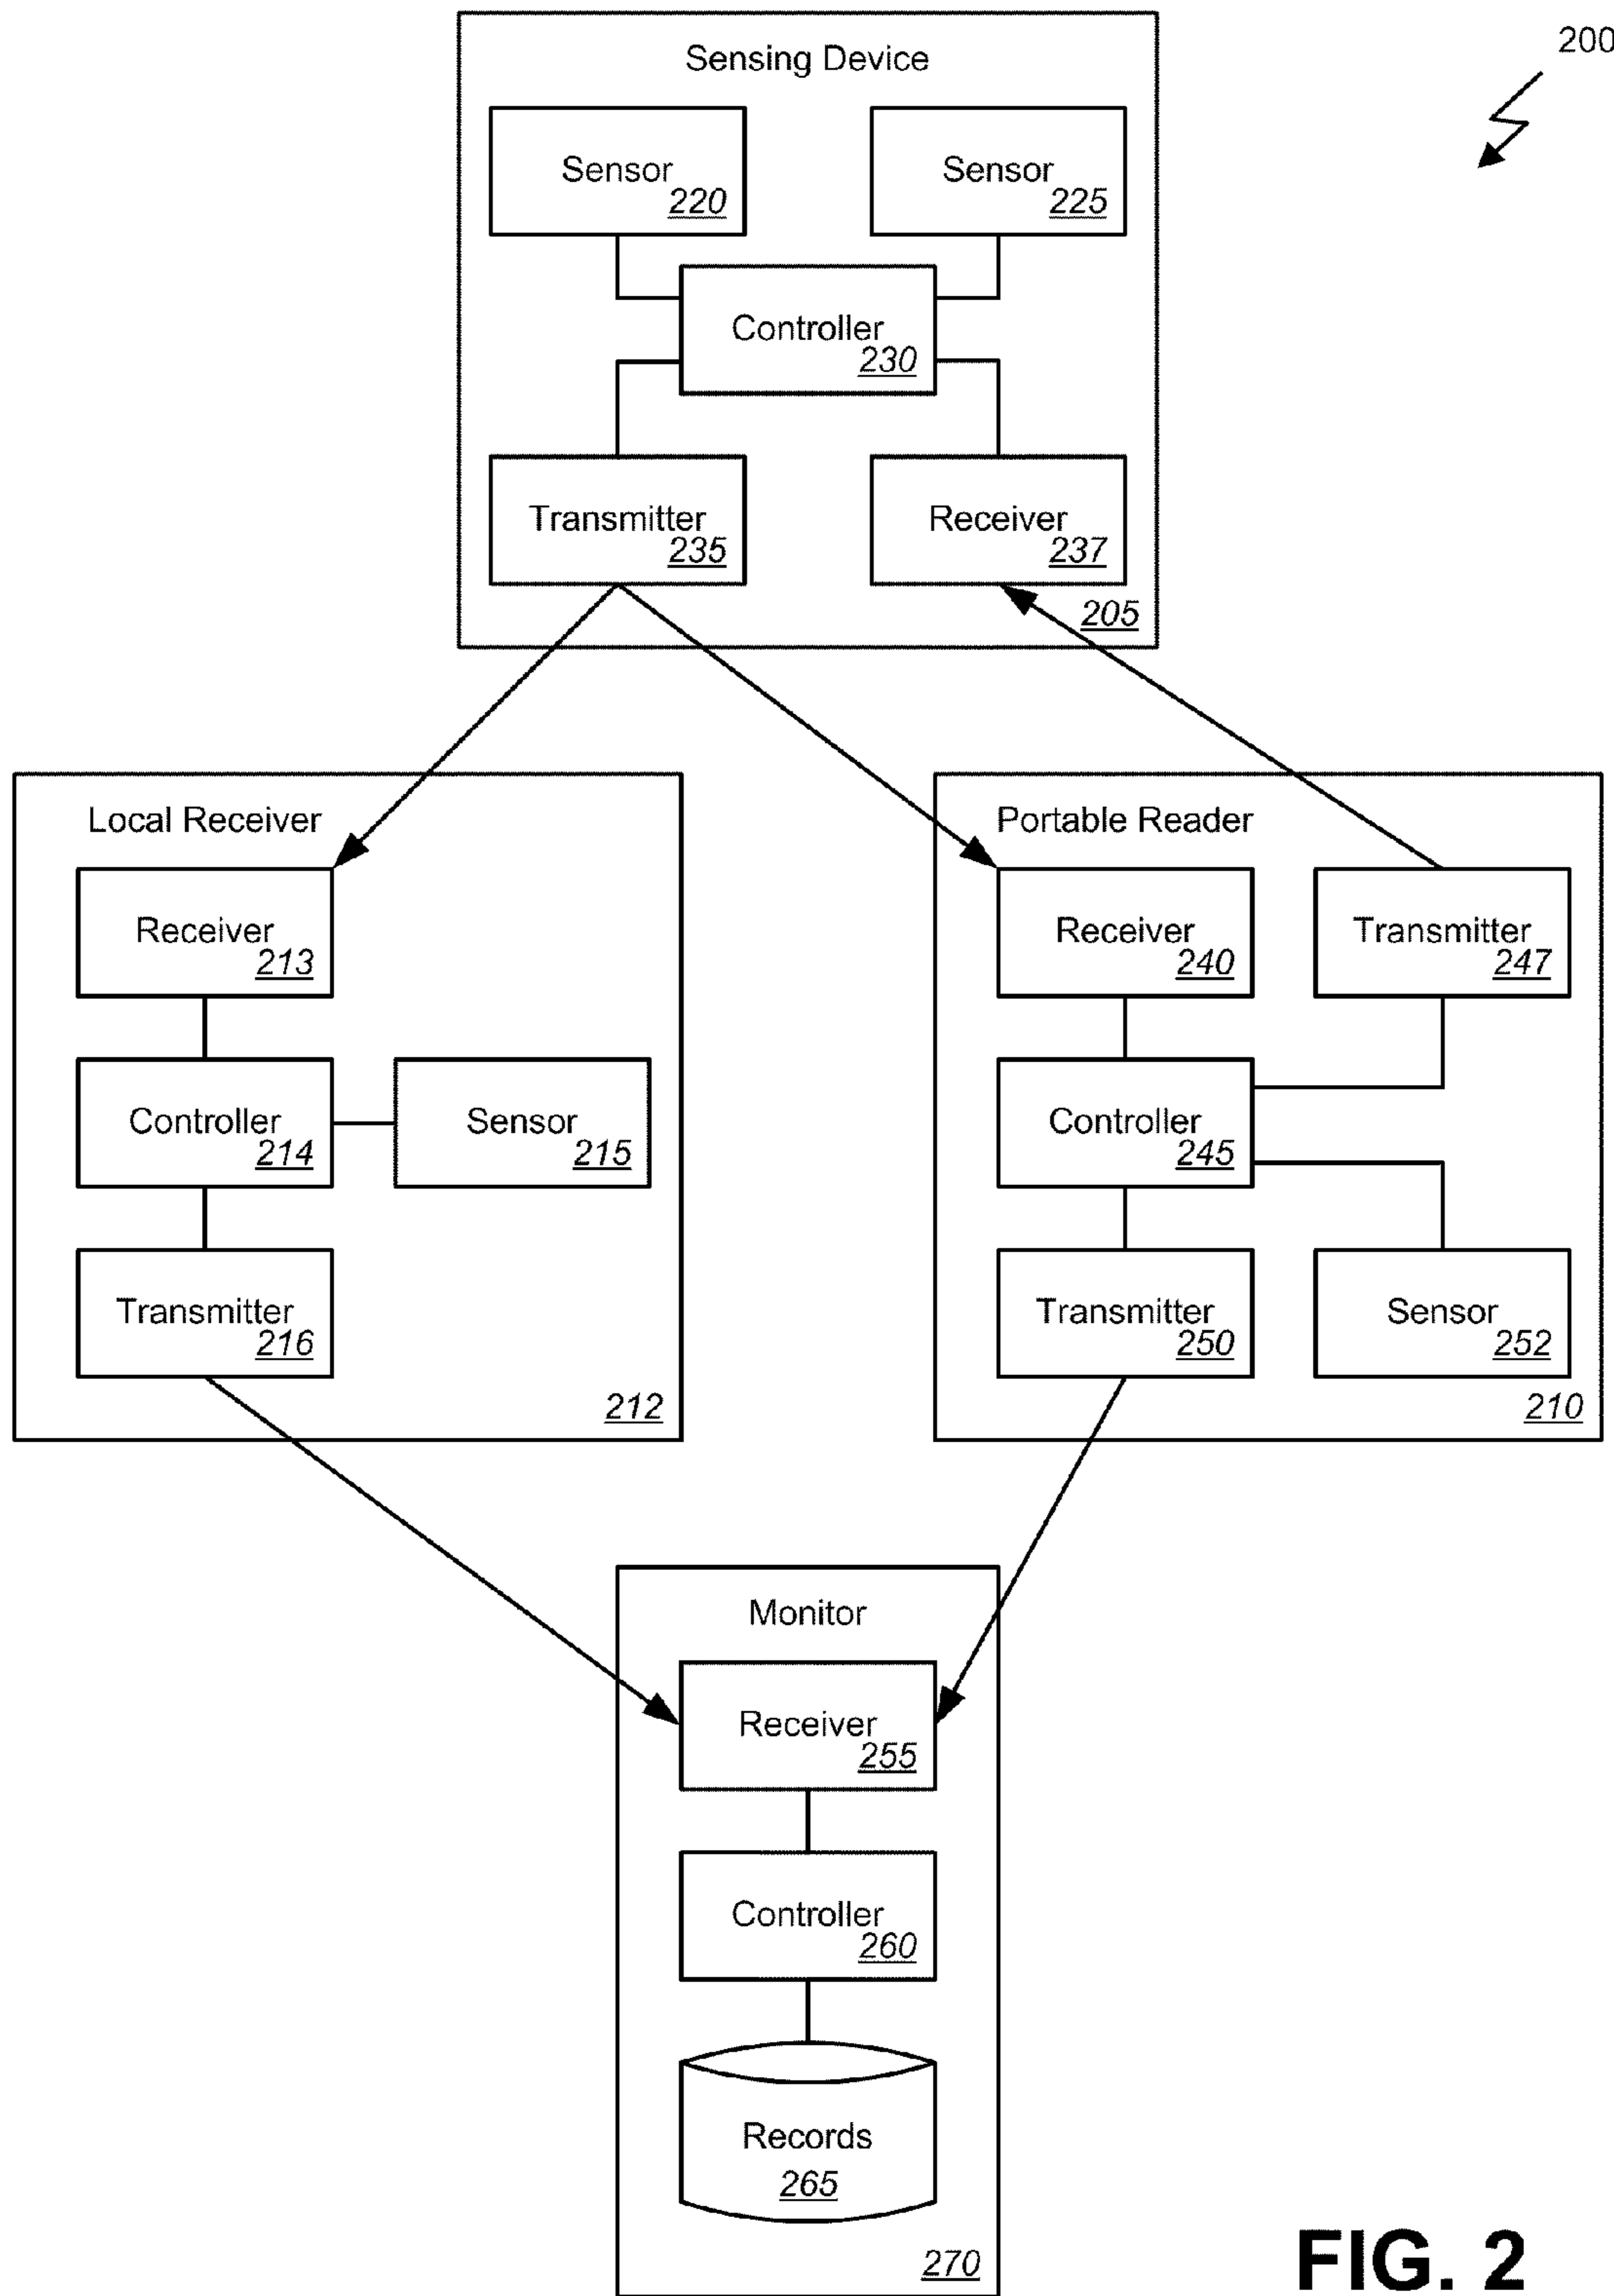 200
Sensing Device
Sensor
220
Sensor
225
Controller
230
Transmitter
235
Receiver
237
205
Local Receiver
Receiver
213
Controller
214
Sensor
215
Transmitter
216
212
Portable Reader
Receiver
240
Transmitter
247
Controller
245
Transmitter
250
Sensor
252
210
Monitor
Receiver
255
Controller
260
Records
265
270
FIG. 2